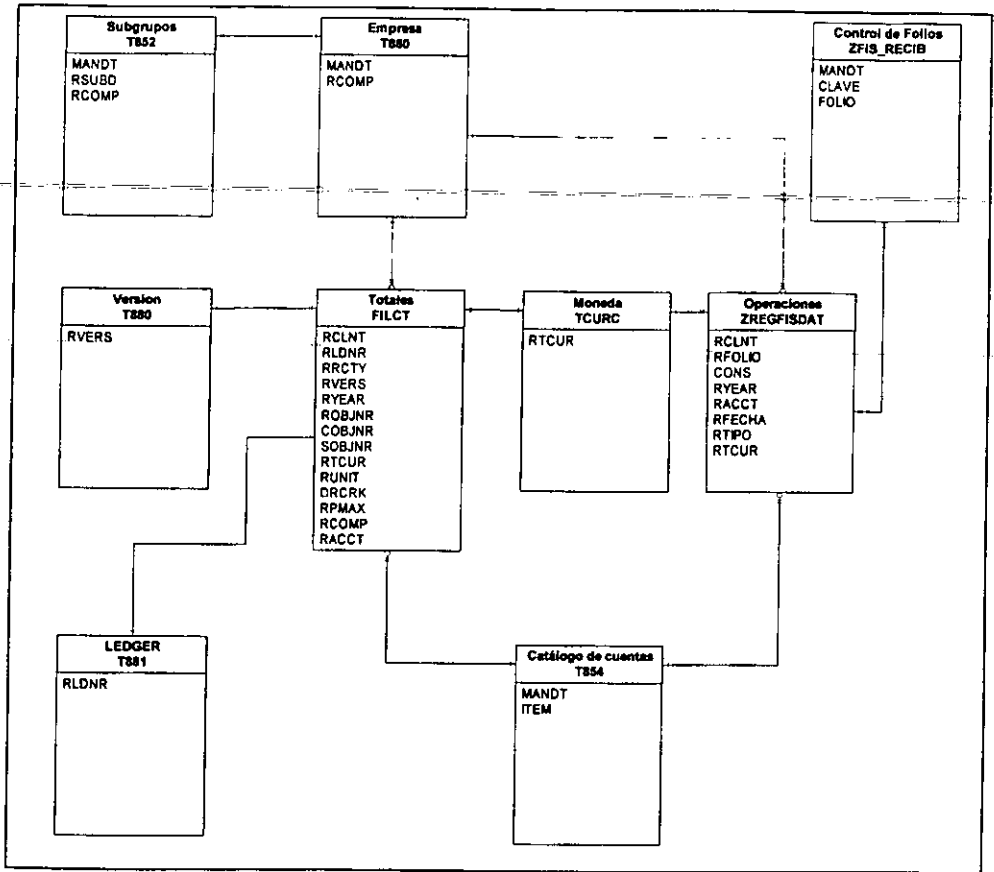 Subgrupos
T852
MANDT
RSUBD
RCOMP
Empresa
T880
MANDT
RCOMP
Control de Folios
ZFIS_RECIB
MANDT
CLAVE
FOLIO
Version
T880
RVERS
Totales
FILCT
RCLNT
RLDNR
RRCTY
RVERS
RYEAR
ROBJNR
COBJNR
SOBJNR
RTCUR
RUNIT
DRCRK
RPMAX
RCOMP
RACCT
Moneda
TCURC
RTCUR
Operaciones
ZREGFISDAT
RCLNT
RFOLIO
CONS
RYEAR
RACCT
RFECHA
RTIPO
RTCUR
LEDGER
T881
RLDNR
Catálogo de cuentas
T854
MANDT
ITEM